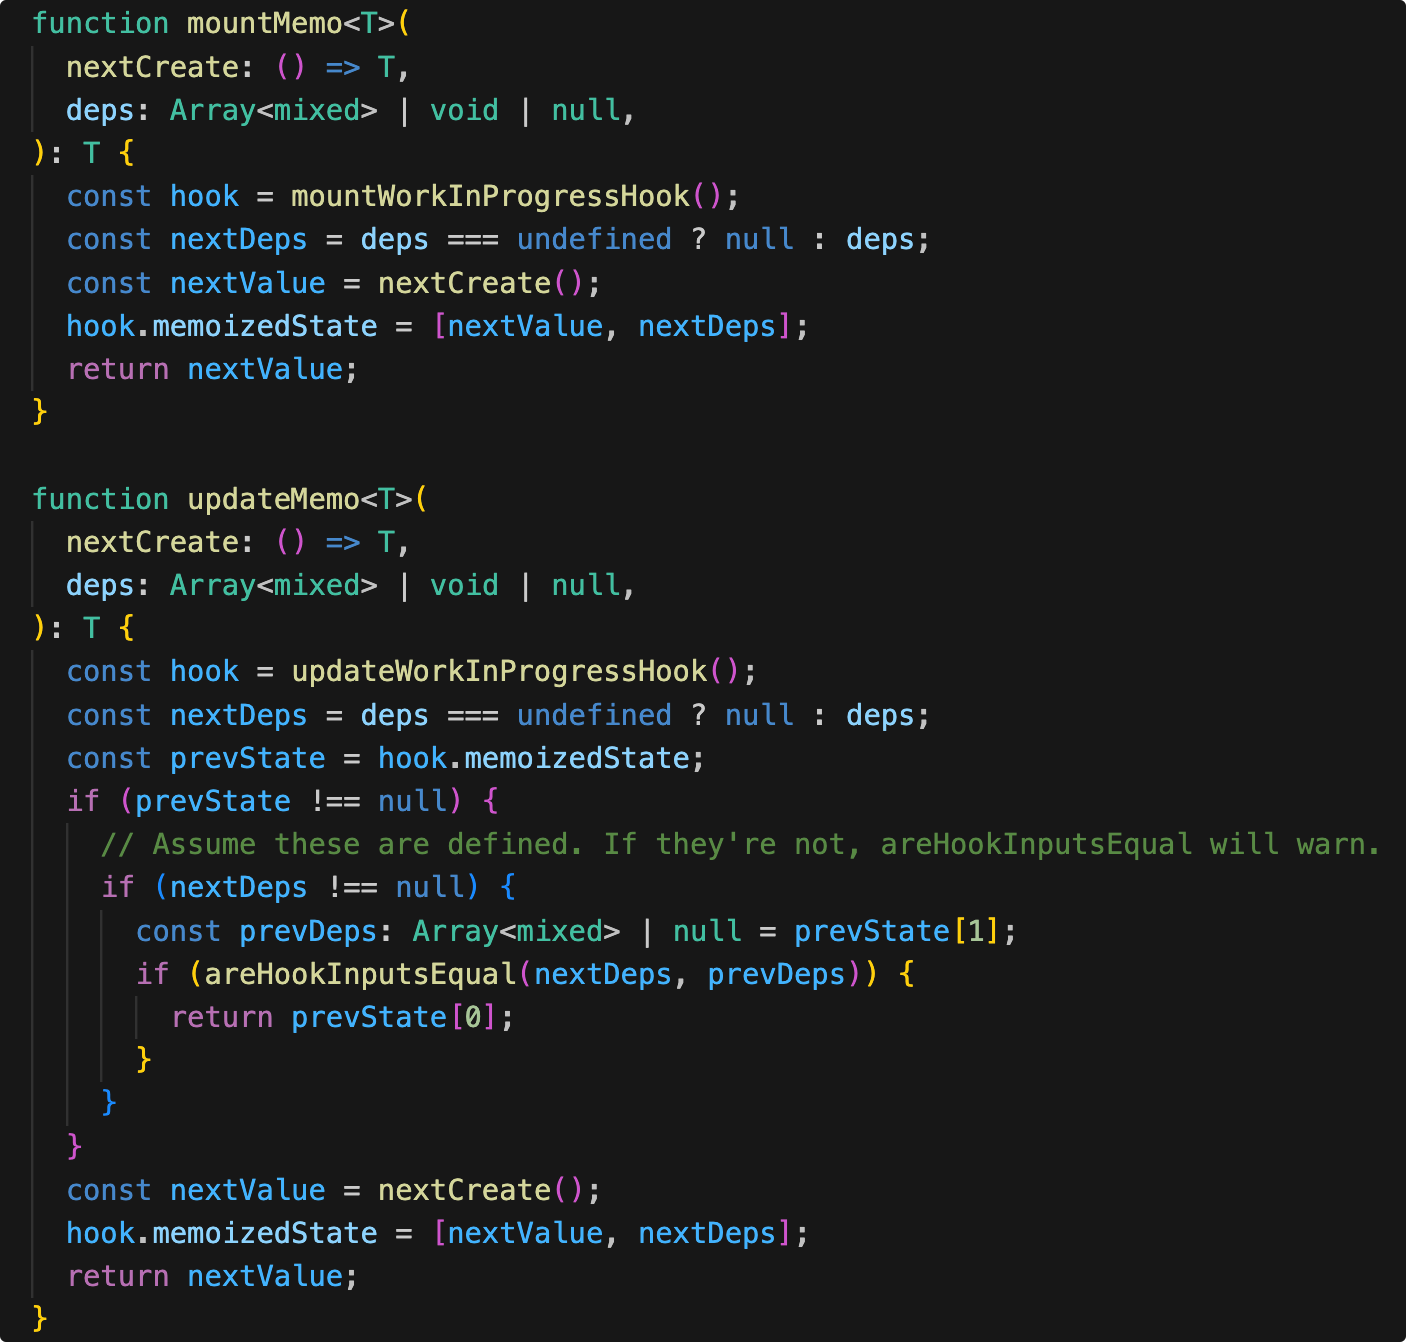 function mountMemo<T>(
  nextCreate: () => T,
  deps: Array<mixed> | void | null,
): T {
  const hook = mountWorkInProgressHook();
  const nextDeps = deps === undefined ? null : deps;
  const nextValue = nextCreate();
  hook.memoizedState = [nextValue, nextDeps];
  return nextValue;
}

function updateMemo<T>(
  nextCreate: () => T,
  deps: Array<mixed> | void | null,
): T {
  const hook = updateWorkInProgressHook();
  const nextDeps = deps === undefined ? null : deps;
  const prevState = hook.memoizedState;
  if (prevState !== null) {
    // Assume these are defined. If they're not, areHookInputsEqual will warn.
    if (nextDeps !== null) {
      const prevDeps: Array<mixed> | null = prevState[1];
      if (areHookInputsEqual(nextDeps, prevDeps)) {
        return prevState[0];
      }
    }
  }
  const nextValue = nextCreate();
  hook.memoizedState = [nextValue, nextDeps];
  return nextValue;
}